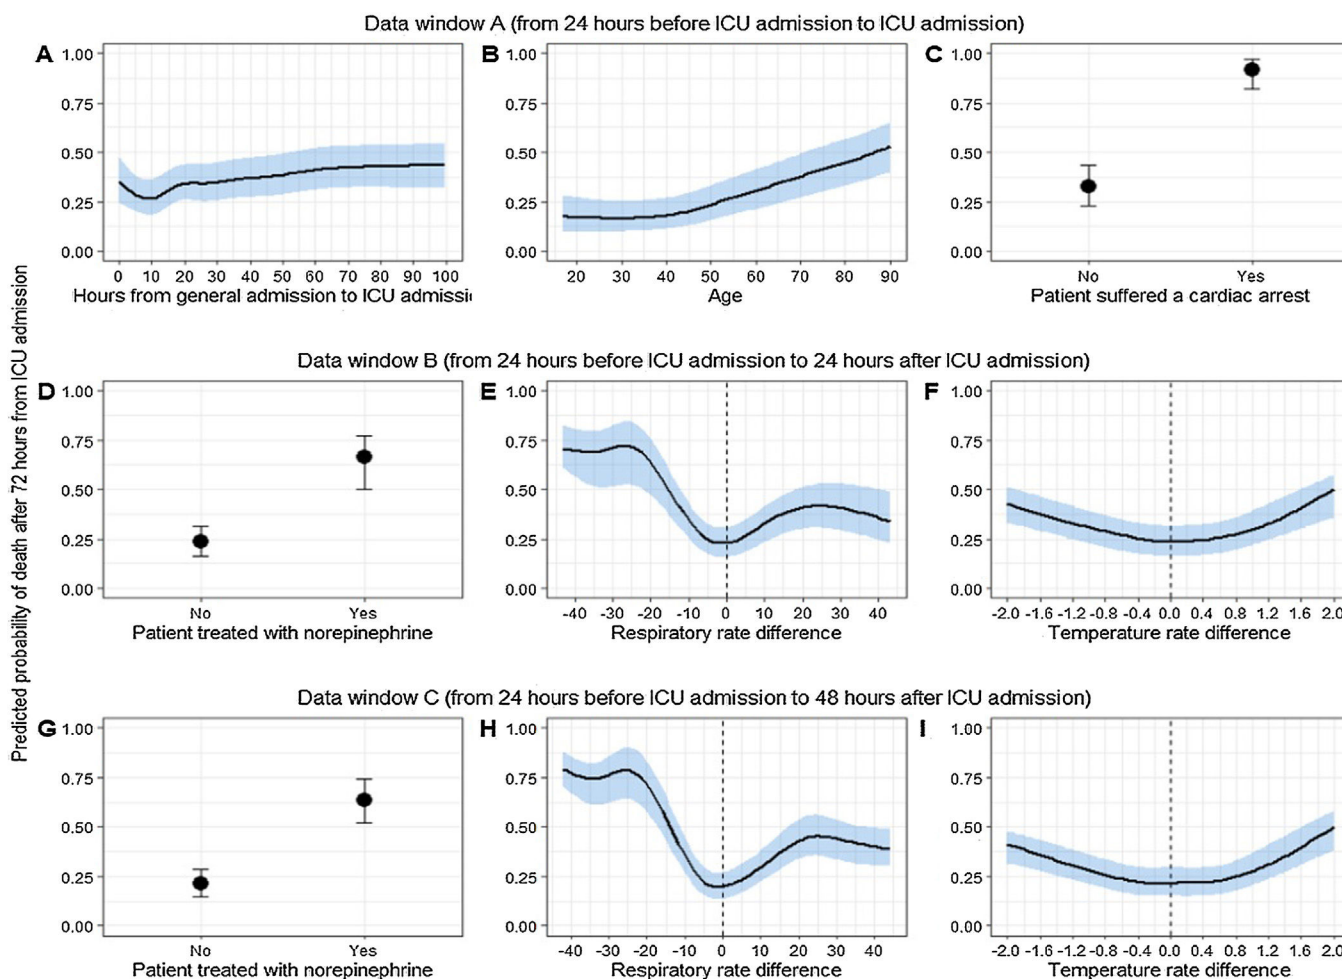 Data window A (from 24 hours before ICU admission to ICU admission)
A
B
C
1.00
0.75
0.50
0.25
0.00
0 10 20 30 40 50 60 70 80 90 100
Hours from general admission to ICU admissi
1.00
0.75
0.50
0.25
0.00
20 30 40 50 60 70 80 90
Age
1.00
0.75
0.50
0.25
0.00
No Yes
Patient suffered a cardiac arrest
Predicted probability of death after 72 hours from ICU admission
Data window B (from 24 hours before ICU admission to 24 hours after ICU admission)
D
E
F
1.00
0.75
0.50
0.25
0.00
No Yes
Patient treated with norepinephrine
1.00
0.75
0.50
0.25
0.00
-40 -30 -20 -10 0 10 20 30 40
Respiratory rate difference
1.00
0.75
0.50
0.25
0.00
-2.0 -1.6 -1.2 -0.8 -0.4 0.0 0.4 0.8 1.2 1.6 2.0
Temperature rate difference
Data window C (from 24 hours before ICU admission to 48 hours after ICU admission)
G
H
I
1.00
0.75
0.50
0.25
0.00
No Yes
Patient treated with norepinephrine
1.00
0.75
0.50
0.25
0.00
-40 -30 -20 -10 0 10 20 30 40
Respiratory rate difference
1.00
0.75
0.50
0.25
0.00
-2.0 -1.6 -1.2 -0.8 -0.4 0.0 0.4 0.8 1.2 1.6 2.0
Temperature rate difference